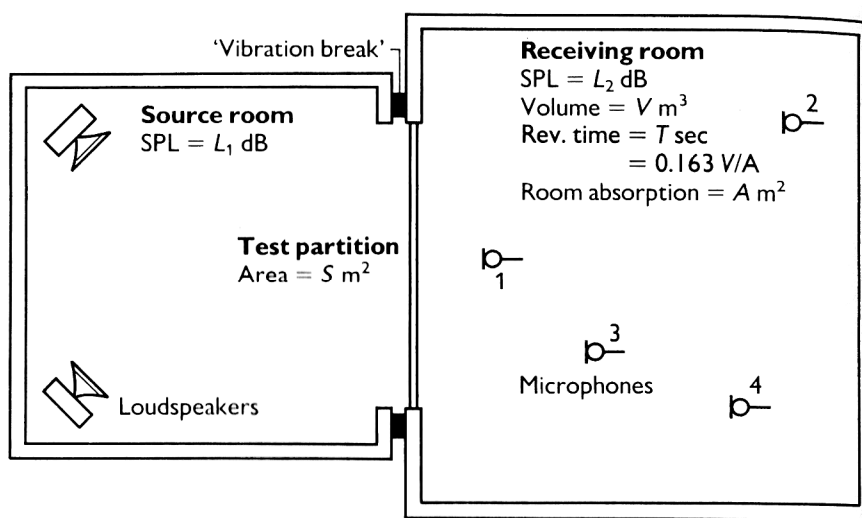 'Vibration break'
Source room
SPL = L₁ dB
Test partition
Area = S m²
Loudspeakers
Receiving room
SPL = L₂ dB
Volume = V m³
Rev. time = T sec
= 0.163 V/A
Room absorption = A m²
2
1
3
Microphones
4